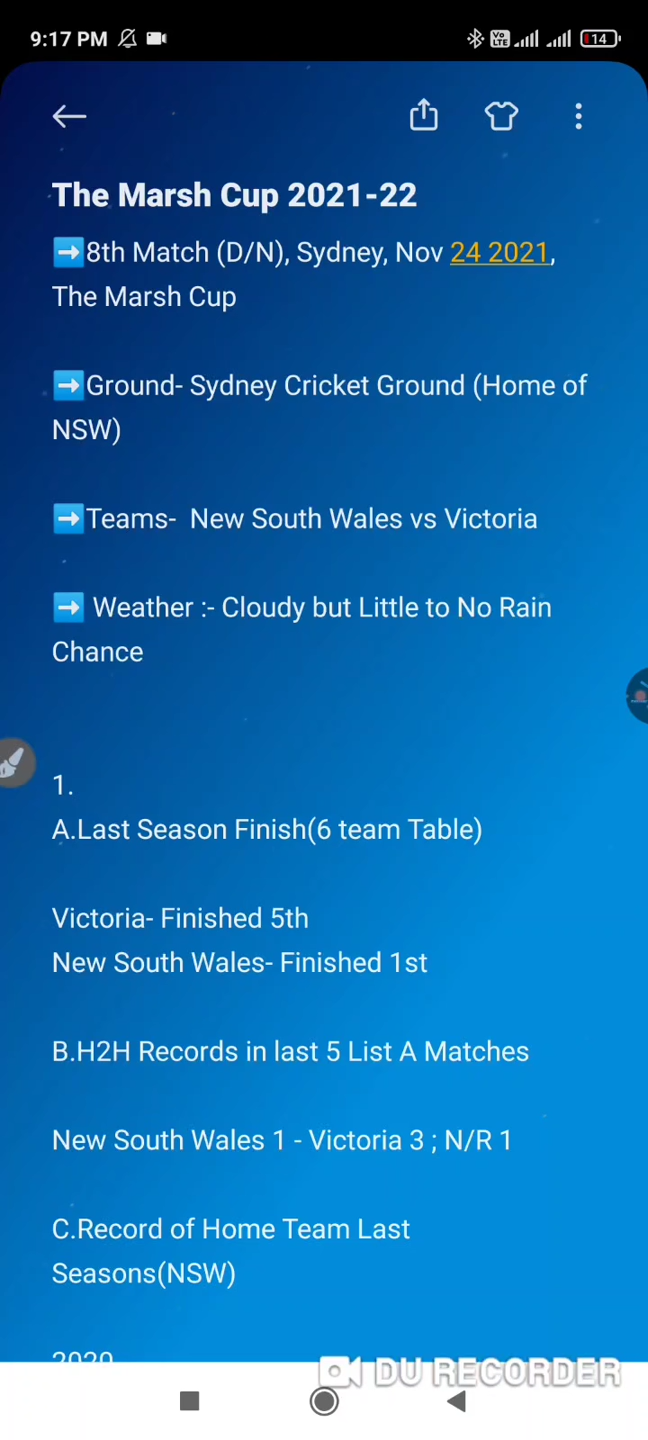 9:17 PM
Vo
LTE
14
The Marsh Cup 2021-22
➡8th Match (D/N), Sydney, Nov 24 2021,
The Marsh Cup
➡Ground- Sydney Cricket Ground (Home of
NSW)
➡Teams-  New South Wales vs Victoria
➡ Weather :- Cloudy but Little to No Rain
Chance
1.
A.Last Season Finish(6 team Table)
Victoria- Finished 5th
New South Wales- Finished 1st
B.H2H Records in last 5 List A Matches
New South Wales 1 - Victoria 3 ; N/R 1
C.Record of Home Team Last
Seasons(NSW)
2020
DU RECORDER